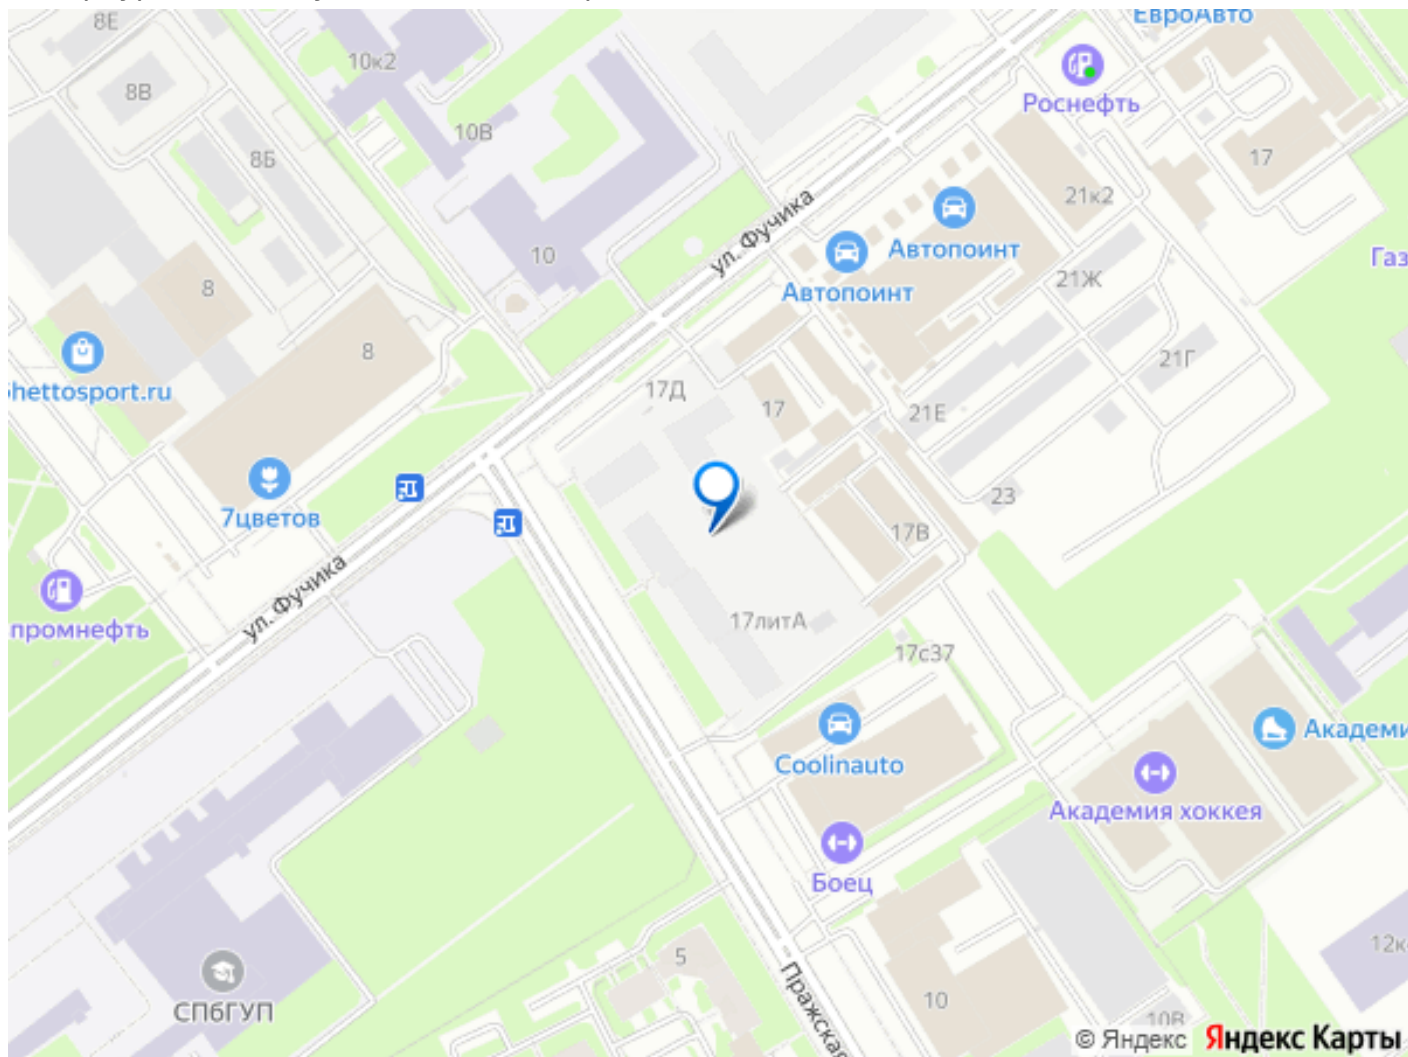 8Е
ЕвроАвто
10к2
Роснефть
8В
10В
8Б
17
21к2
ул. Фучика
Автопоинт
10
Газ
Автопоинт
21Ж
8
8
21Г
hettosport.ru
17Д
17
21Е
23
7цветов
17В
ул. Фучика
промнефть
17литА
17с37
Академи
Coolinauto
Академия хоккея
Боец
12к
5
СПбГУП
Пражская
10
10В
© Яндекс Яндекс Карты